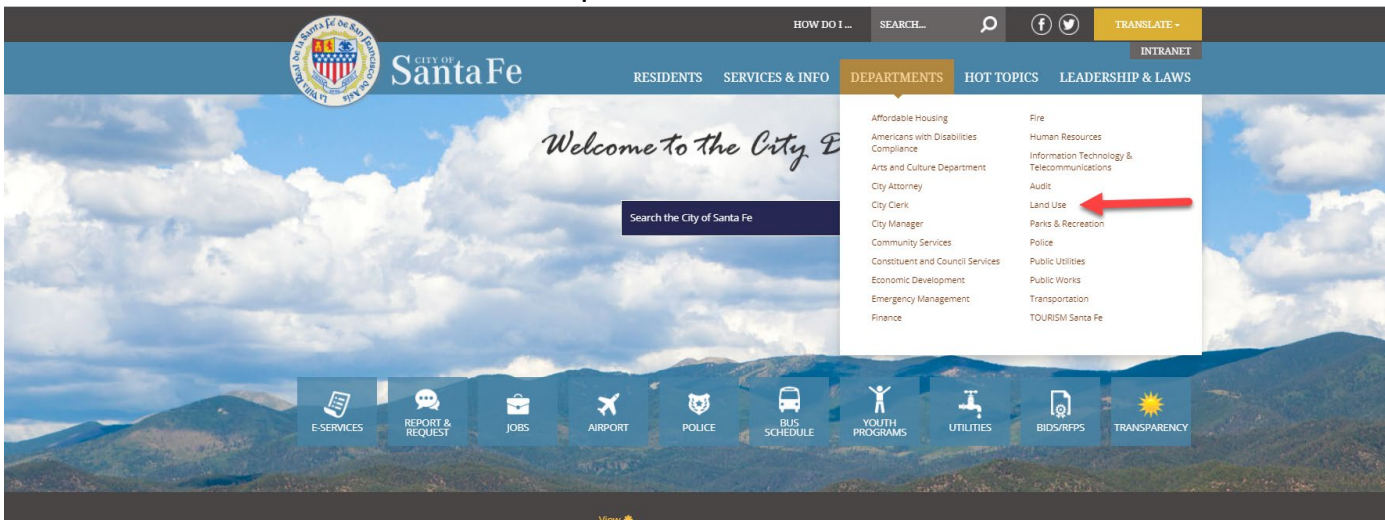 HOW DO I ...
SEARCH...
TRANSLATE
INTRANET
CITY OF
Santa Fe
RESIDENTS
SERVICES & INFO
DEPARTMENTS
HOT TOPICS
LEADERSHIP & LAWS
Welcome to the City
Search the City of Santa Fe
Affordable Housing
Americans with Disabilities
Compliance
Arts and Culture Department
City Attorney
City Clerk
City Manager
Community Services
Constituent and Council Services
Economic Development
Emergency Management
Finance
Fire
Human Resources
Information Technology &
Telecommunications
Audit
Land Use
Parks & Recreation
Police
Public Utilities
Public Works
Transportation
TOURISM Santa Fe
E-SERVICES
REPORT &
REQUEST
JOBS
AIRPORT
POLICE
BUS
SCHEDULE
YOUTH
PROGRAMS
UTILITIES
BIDS/RFPS
TRANSPARENCY
View